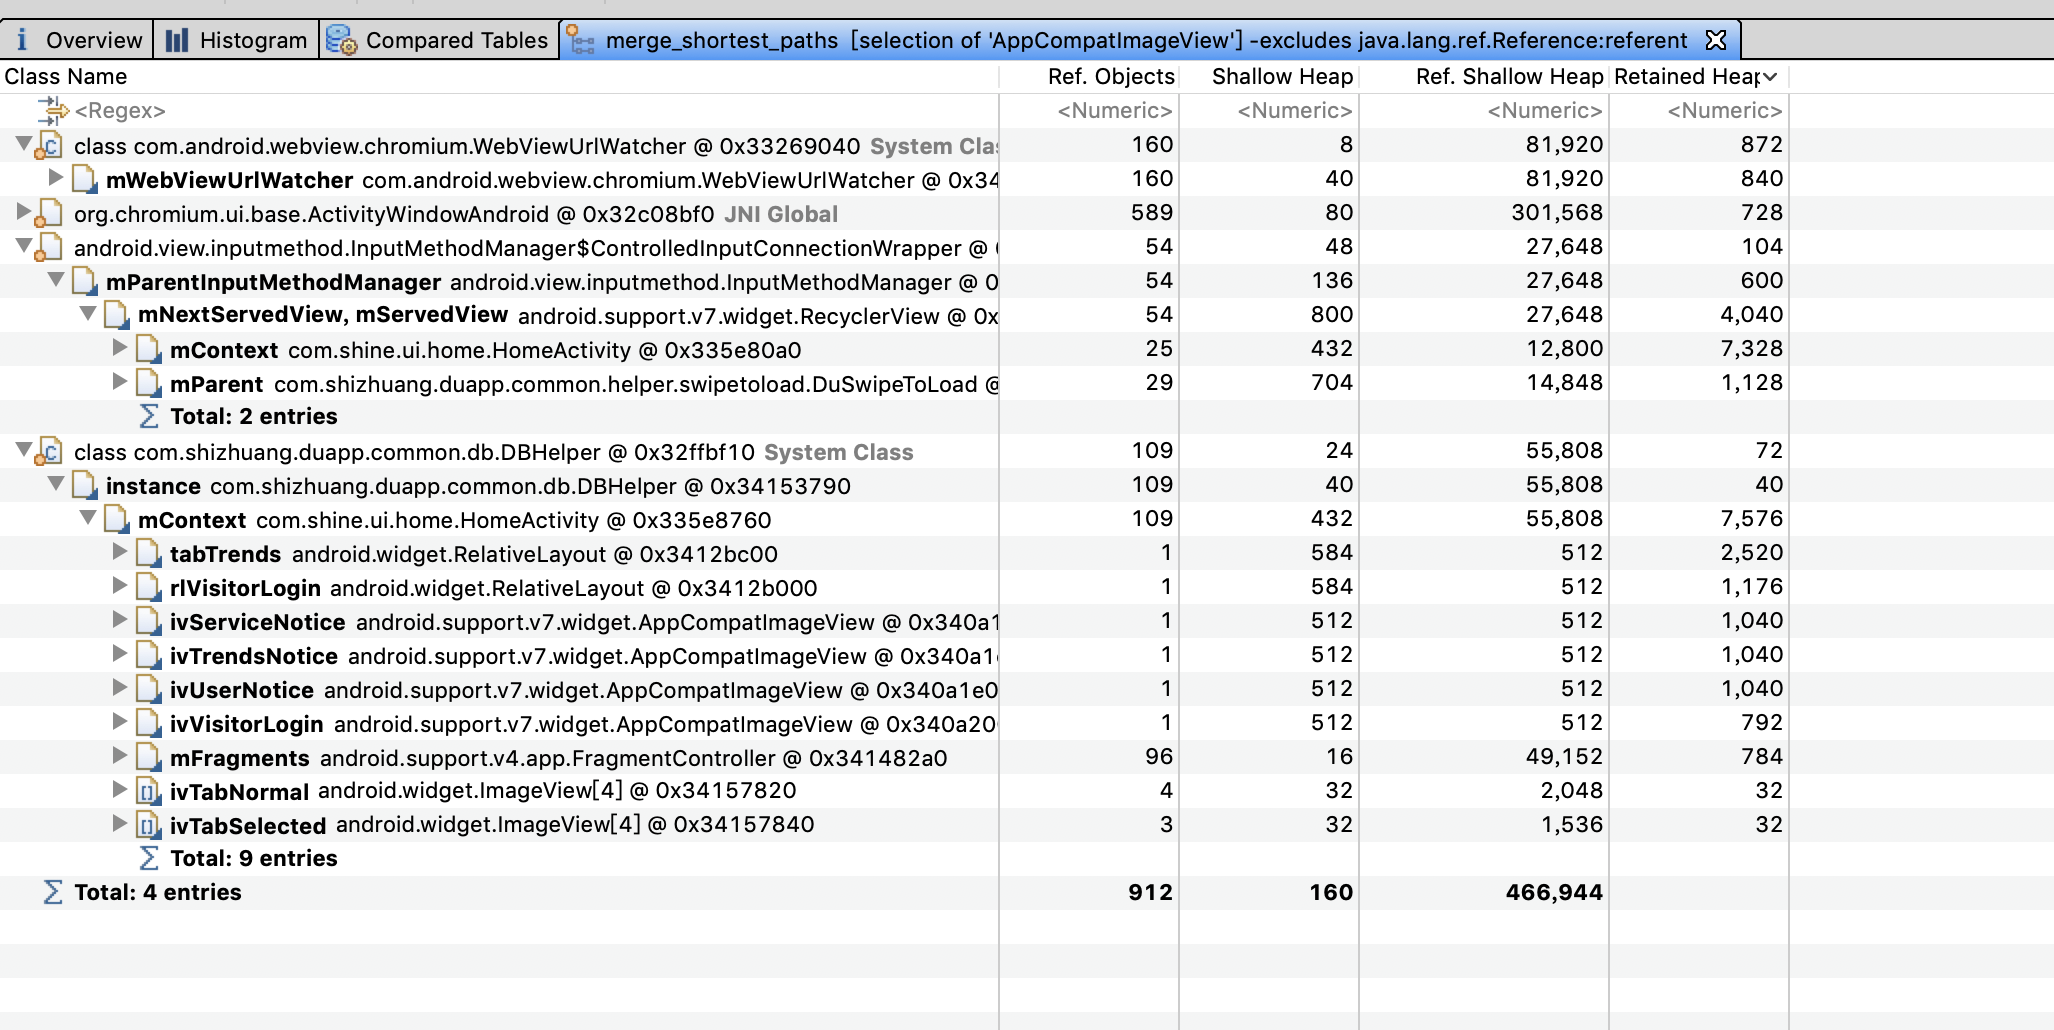 i Overview Histogram Compared Tables merge_shortest_paths [selection of 'AppCompatImageView'] -excludes java.lang.ref.Reference:referent
Class Name Ref. Objects Shallow Heap Ref. Shallow Heap Retained Heap
<Regex> <Numeric> <Numeric> <Numeric> <Numeric>
class com.android.webview.chromium.WebViewUrlWatcher @ 0x33269040 System Clas 160 8 81,920 872
mWebViewUrlWatcher com.android.webview.chromium.WebViewUrlWatcher @ 0x34 160 40 81,920 840
org.chromium.ui.base.ActivityWindowAndroid @ 0x32c08bf0 JNI Global 589 80 301,568 728
android.view.inputmethod.InputMethodManager$ControlledInputConnectionWrapper @ 54 48 27,648 104
mParentInputMethodManager android.view.inputmethod.InputMethodManager @ 0 54 136 27,648 600
mNextServedView, mServedView android.support.v7.widget.RecyclerView @ 0x 54 800 27,648 4,040
mContext com.shine.ui.home.HomeActivity @ 0x335e80a0 25 432 12,800 7,328
mParent com.shizhuang.duapp.common.helper.swipetoload.DuSwipeToLoad @ 29 704 14,848 1,128
Total: 2 entries
class com.shizhuang.duapp.common.db.DBHelper @ 0x32ffbf10 System Class 109 24 55,808 72
instance com.shizhuang.duapp.common.db.DBHelper @ 0x34153790 109 40 55,808 40
mContext com.shine.ui.home.HomeActivity @ 0x335e8760 109 432 55,808 7,576
tabTrends android.widget.RelativeLayout @ 0x3412bc00 1 584 512 2,520
rlVisitorLogin android.widget.RelativeLayout @ 0x3412b000 1 584 512 1,176
ivServiceNotice android.support.v7.widget.AppCompatImageView @ 0x340a1 1 512 512 1,040
ivTrendsNotice android.support.v7.widget.AppCompatImageView @ 0x340a1 1 512 512 1,040
ivUserNotice android.support.v7.widget.AppCompatImageView @ 0x340a1e0 1 512 512 1,040
ivVisitorLogin android.support.v7.widget.AppCompatImageView @ 0x340a20 1 512 512 792
mFragments android.support.v4.app.FragmentController @ 0x341482a0 96 16 49,152 784
ivTabNormal android.widget.ImageView[4] @ 0x34157820 4 32 2,048 32
ivTabSelected android.widget.ImageView[4] @ 0x34157840 3 32 1,536 32
Total: 9 entries
Total: 4 entries 912 160 466,944